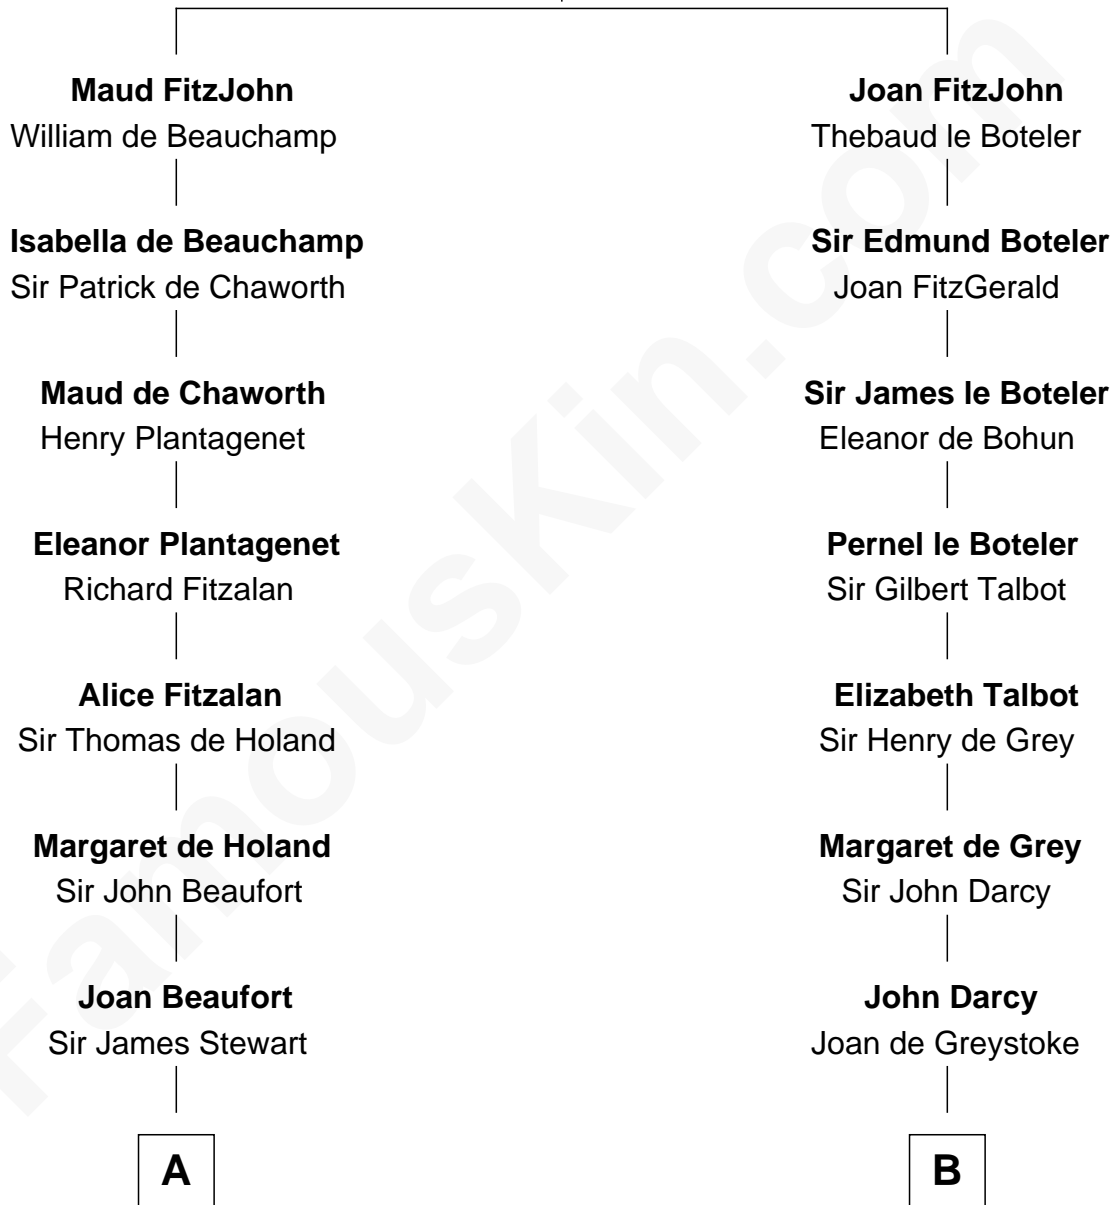 Maud FitzJohn
William de Beauchamp
Isabella de Beauchamp
Sir Patrick de Chaworth
Maud de Chaworth
Henry Plantagenet
Eleanor Plantagenet
Richard Fitzalan
Alice Fitzalan
Sir Thomas de Holand
Margaret de Holand
Sir John Beaufort
Joan Beaufort
Sir James Stewart
A
Joan FitzJohn
Thebaud le Boteler
Sir Edmund Boteler
Joan FitzGerald
Sir James le Boteler
Eleanor de Bohun
Pernel le Boteler
Sir Gilbert Talbot
Elizabeth Talbot
Sir Henry de Grey
Margaret de Grey
Sir John Darcy
John Darcy
Joan de Greystoke
B
FamousKin.com